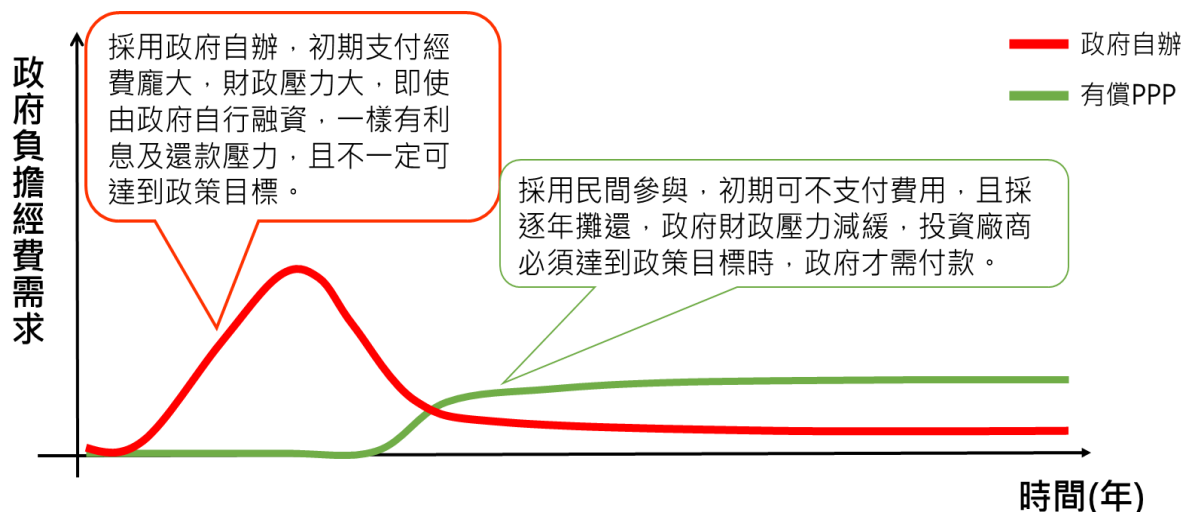 政府負擔經費需求
採用政府自辦，初期支付經
費龐大，財政壓力大，即使
由政府自行融資，一樣有利
息及還款壓力，且不一定可
達到政策目標。
政府自辦
有償PPP
採用民間參與，初期可不支付費用，且採
逐年攤還，政府財政壓力減緩，投資廠商
必須達到政策目標時，政府才需付款。
時間(年)